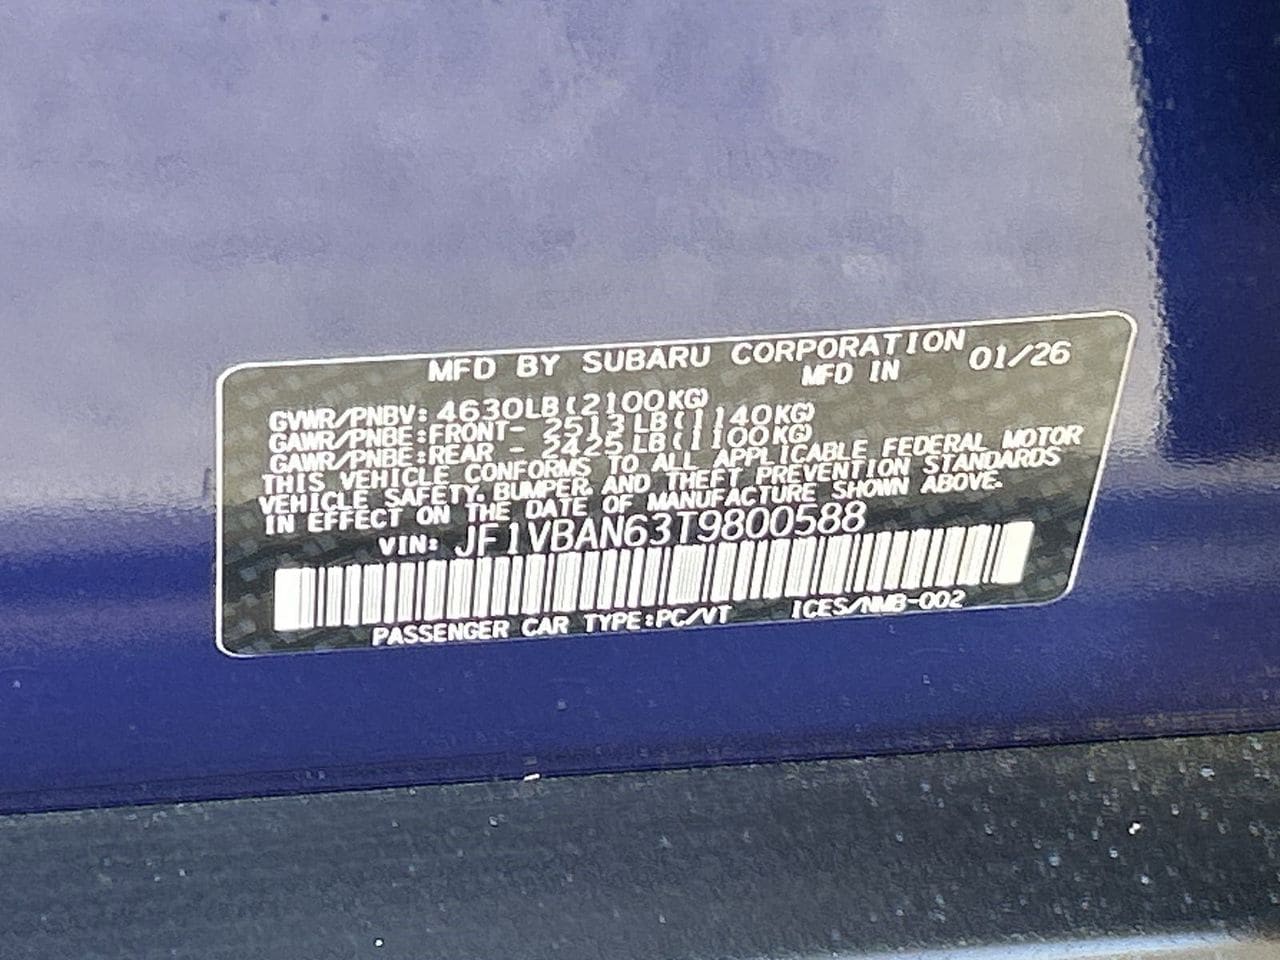 MFD BY SUBARU CORPORATION
MFD IN 01/26
GVWR/PNBV: 4630LB(2100KG)
GAWR/PNBE:FRONT- 2513LB(1140KG)
GAWR/PNBE:REAR - 2425LB(1100KG)
THIS VEHICLE CONFORMS TO ALL APPLICABLE FEDERAL MOTOR
VEHICLE SAFETY, BUMPER, AND THEFT PREVENTION STANDARDS
IN EFFECT ON THE DATE OF MANUFACTURE SHOWN ABOVE.
VIN: JF1VBAN63T9800588
PASSENGER CAR TYPE:PC/VT ICES/NMB-002